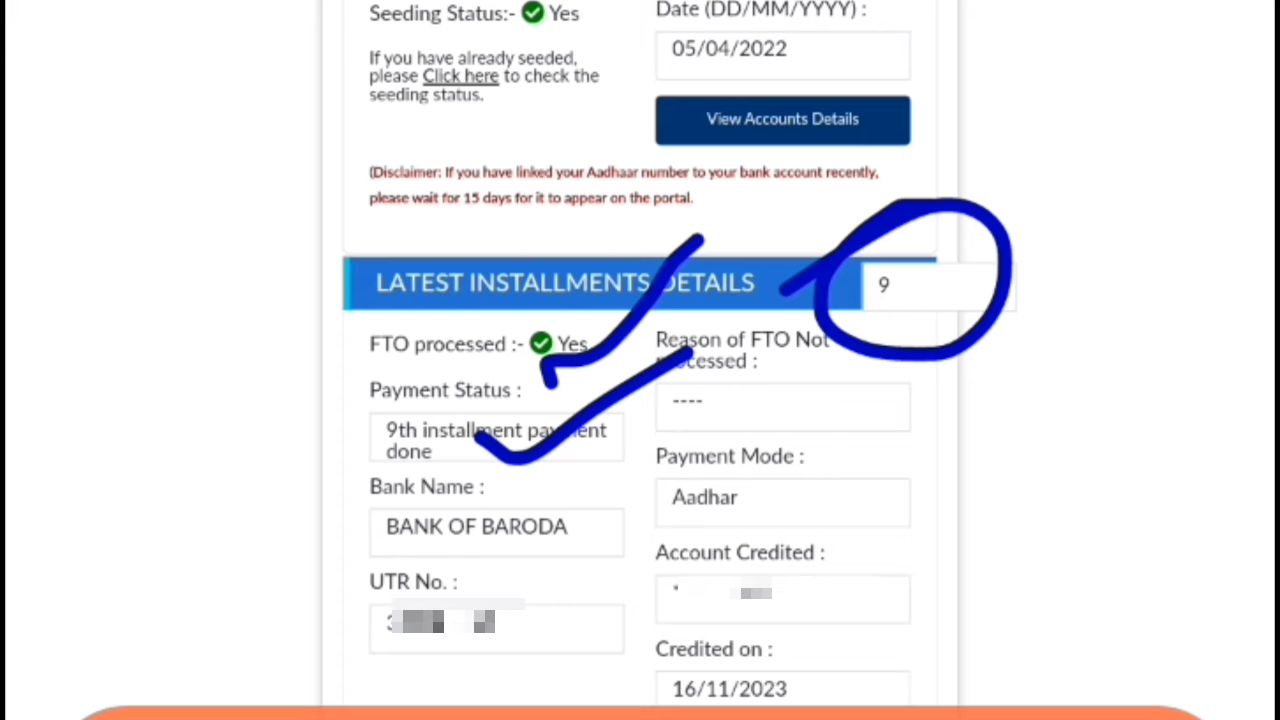 Seeding Status:- Yes
Date (DD/MM/YYYY) :
05/04/2022
If you have already seeded,
please Click here to check the
seeding status.
View Accounts Details
(Disclaimer: If you have linked your Aadhaar number to your bank account recently,
please wait for 15 days for it to appear on the portal.
LATEST INSTALLMENTS DETAILS
9
FTO processed :- Yes
Reason of FTO Not
processed :
----
Payment Status :
9th installment payment
done
Payment Mode :
Aadhar
Bank Name :
BANK OF BARODA
Account Credited :
UTR No. :
Credited on :
16/11/2023